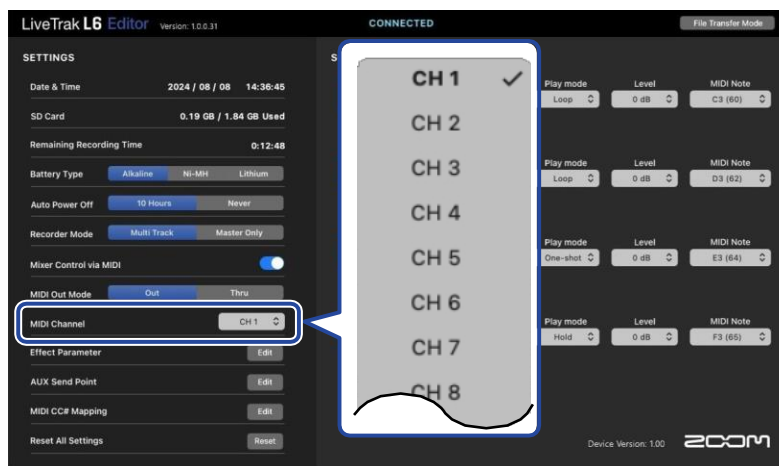 LiveTrak L6 Editor Version: 1.0.0.31
CONNECTED
File Transfer Mode
SETTINGS
Date & Time 2024 / 08 / 08 14:36:45
SD Card 0.19 GB / 1.84 GB Used
Remaining Recording Time 0:12:48
Battery Type Alkaline Ni-MH Lithium
Auto Power Off 10 Hours Never
Recorder Mode Multi Track Master Only
Mixer Control via MIDI
MIDI Out Mode Out Thru
MIDI Channel CH 1
Effect Parameter Edit
AUX Send Point Edit
MIDI CC# Mapping Edit
Reset All Settings Reset
S
CH 1
CH 2
CH 3
CH 4
CH 5
CH 6
CH 7
CH 8
Play mode Level MIDI Note
Loop 0 dB C3 (60)
Play mode Level MIDI Note
Loop 0 dB D3 (62)
Play mode Level MIDI Note
One-shot 0 dB E3 (64)
Play mode Level MIDI Note
Hold 0 dB F3 (65)
Device Version: 1.00 ZOOM